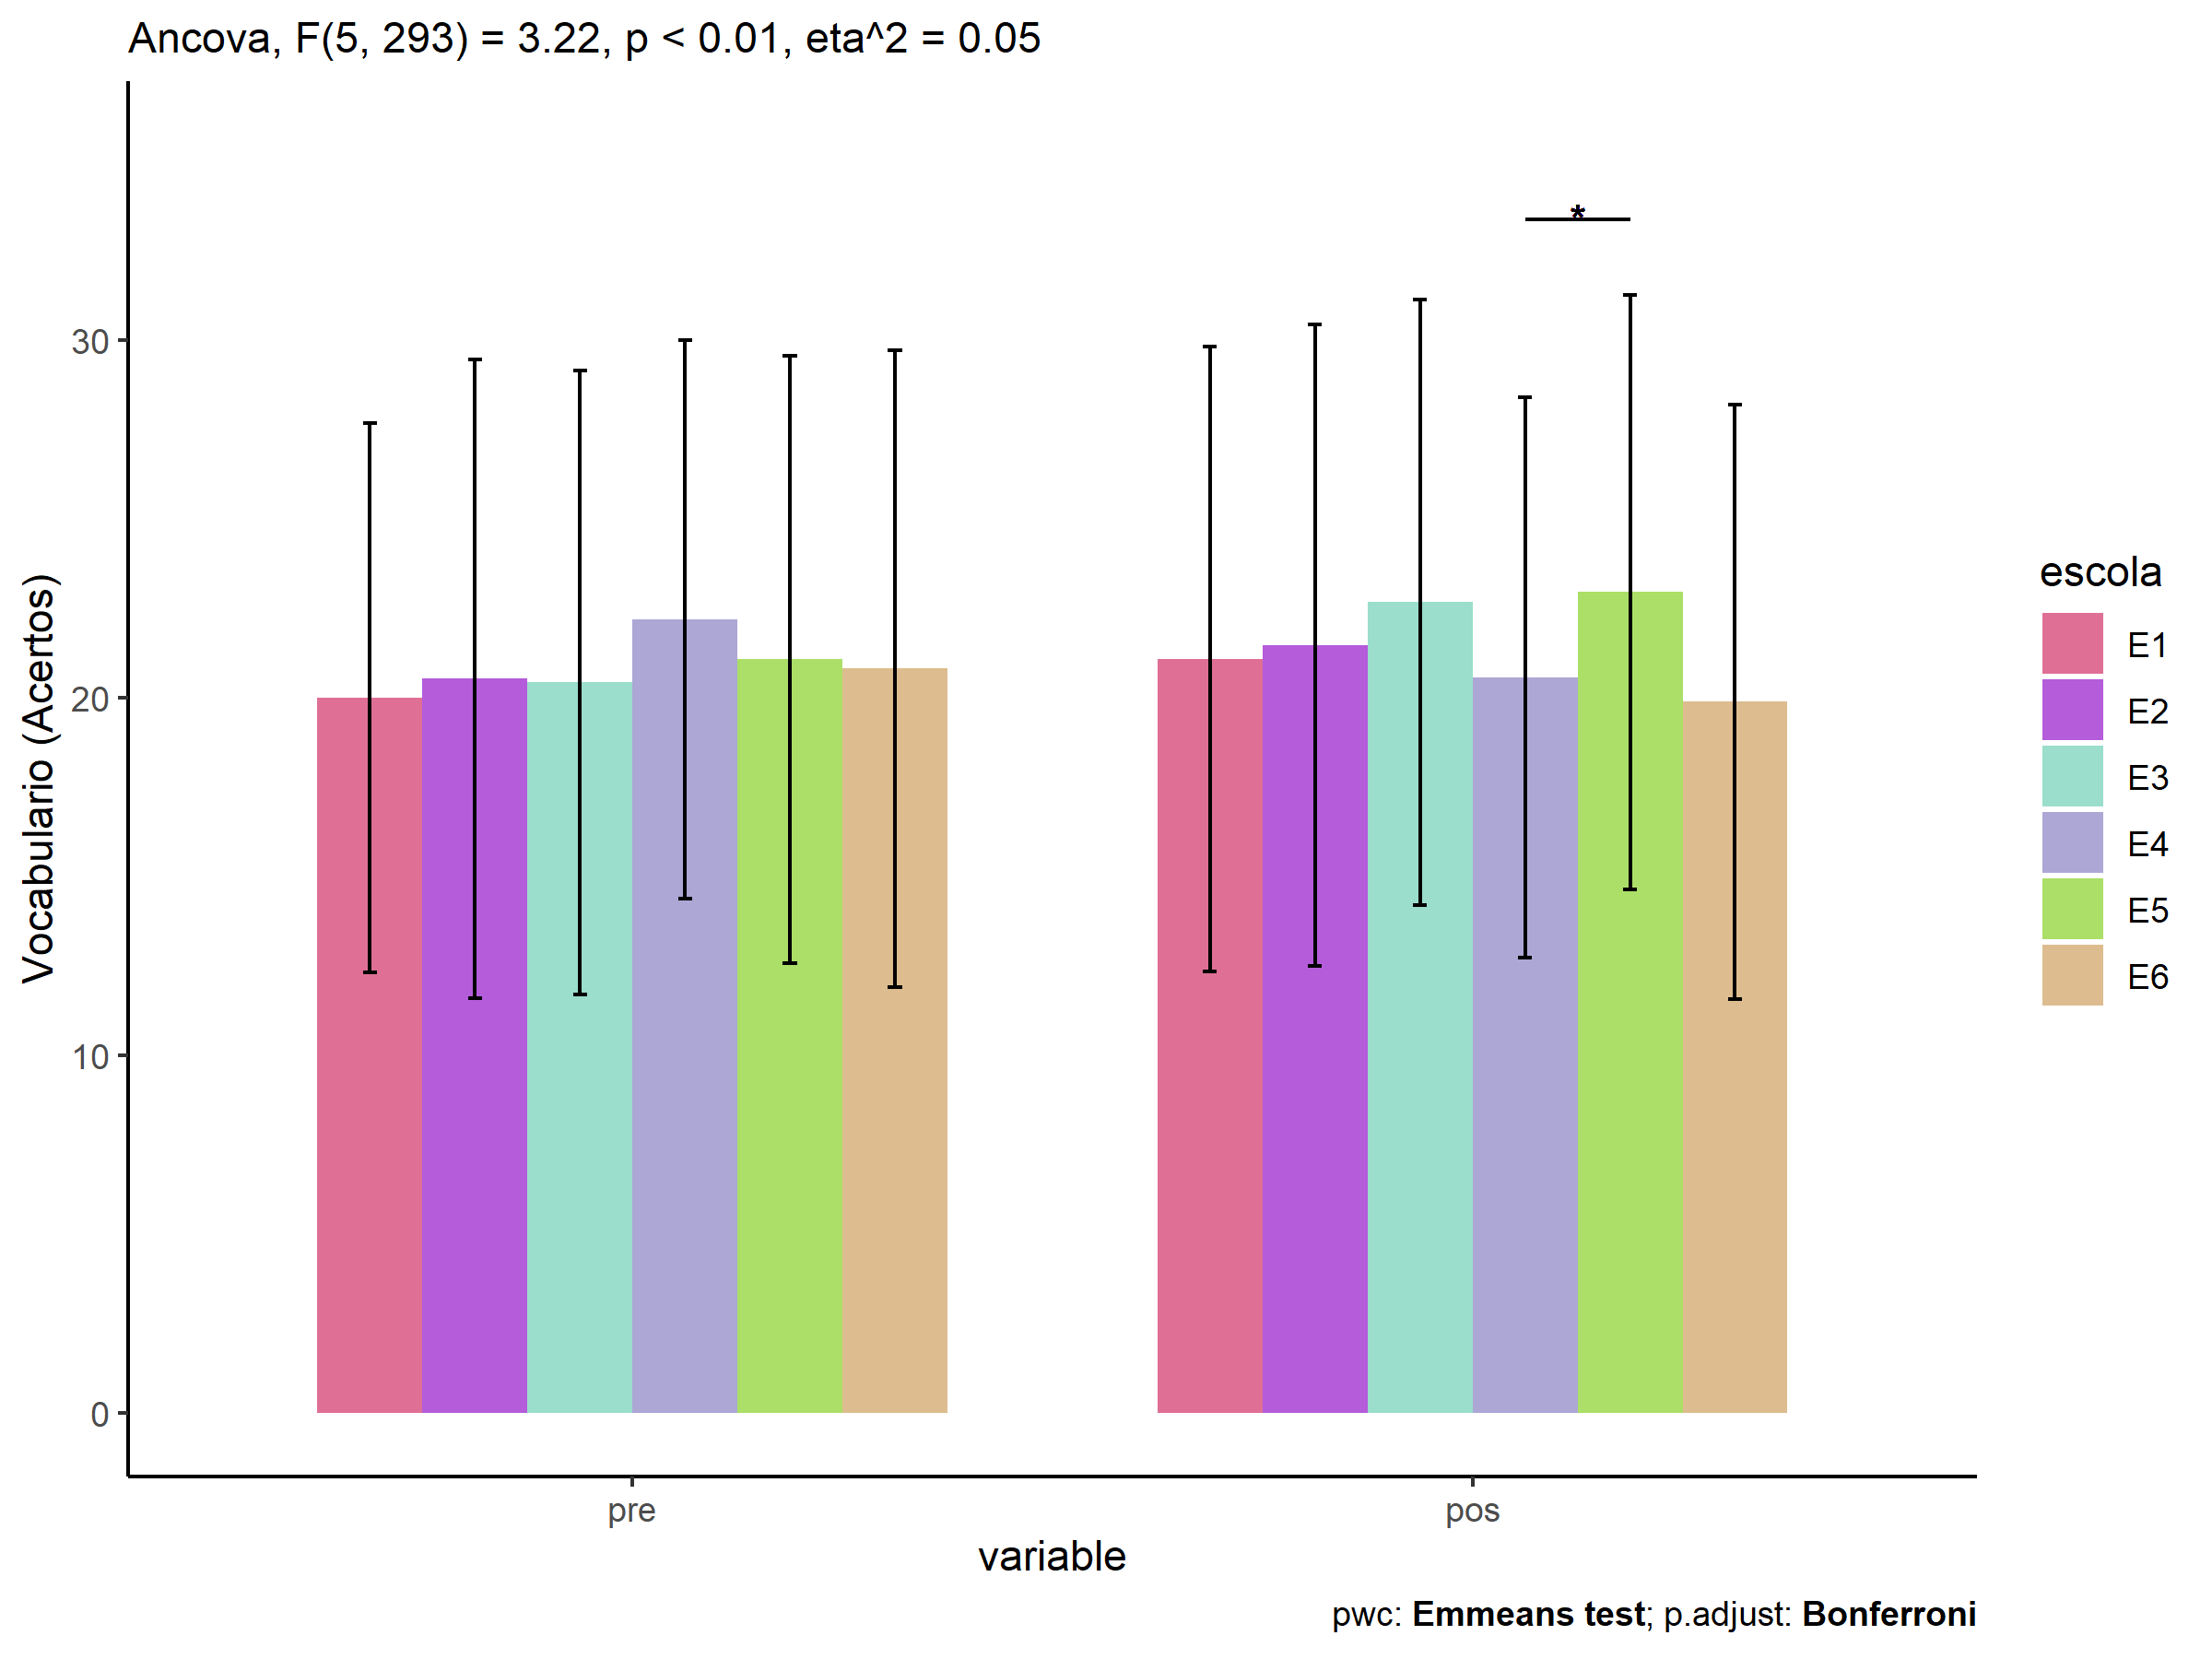 Ancova, F(5, 293) = 3.22, p < 0.01, eta^2 = 0.05
Vocabulario (Acertos)
30
20
10
0
*
pre
pos
variable
escola
E1
E2
E3
E4
E5
E6
pwc: Emmeans test; p.adjust: Bonferroni